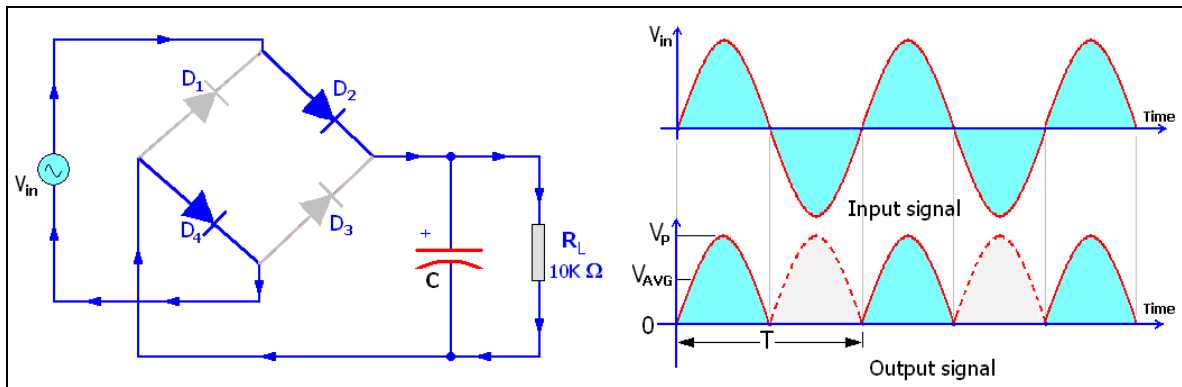 D1
D2
Vin
D4
D3
+
C
RL
10K Ω
Vin
Time
Input signal
Vp
VAVG
Time
0
T
Output signal